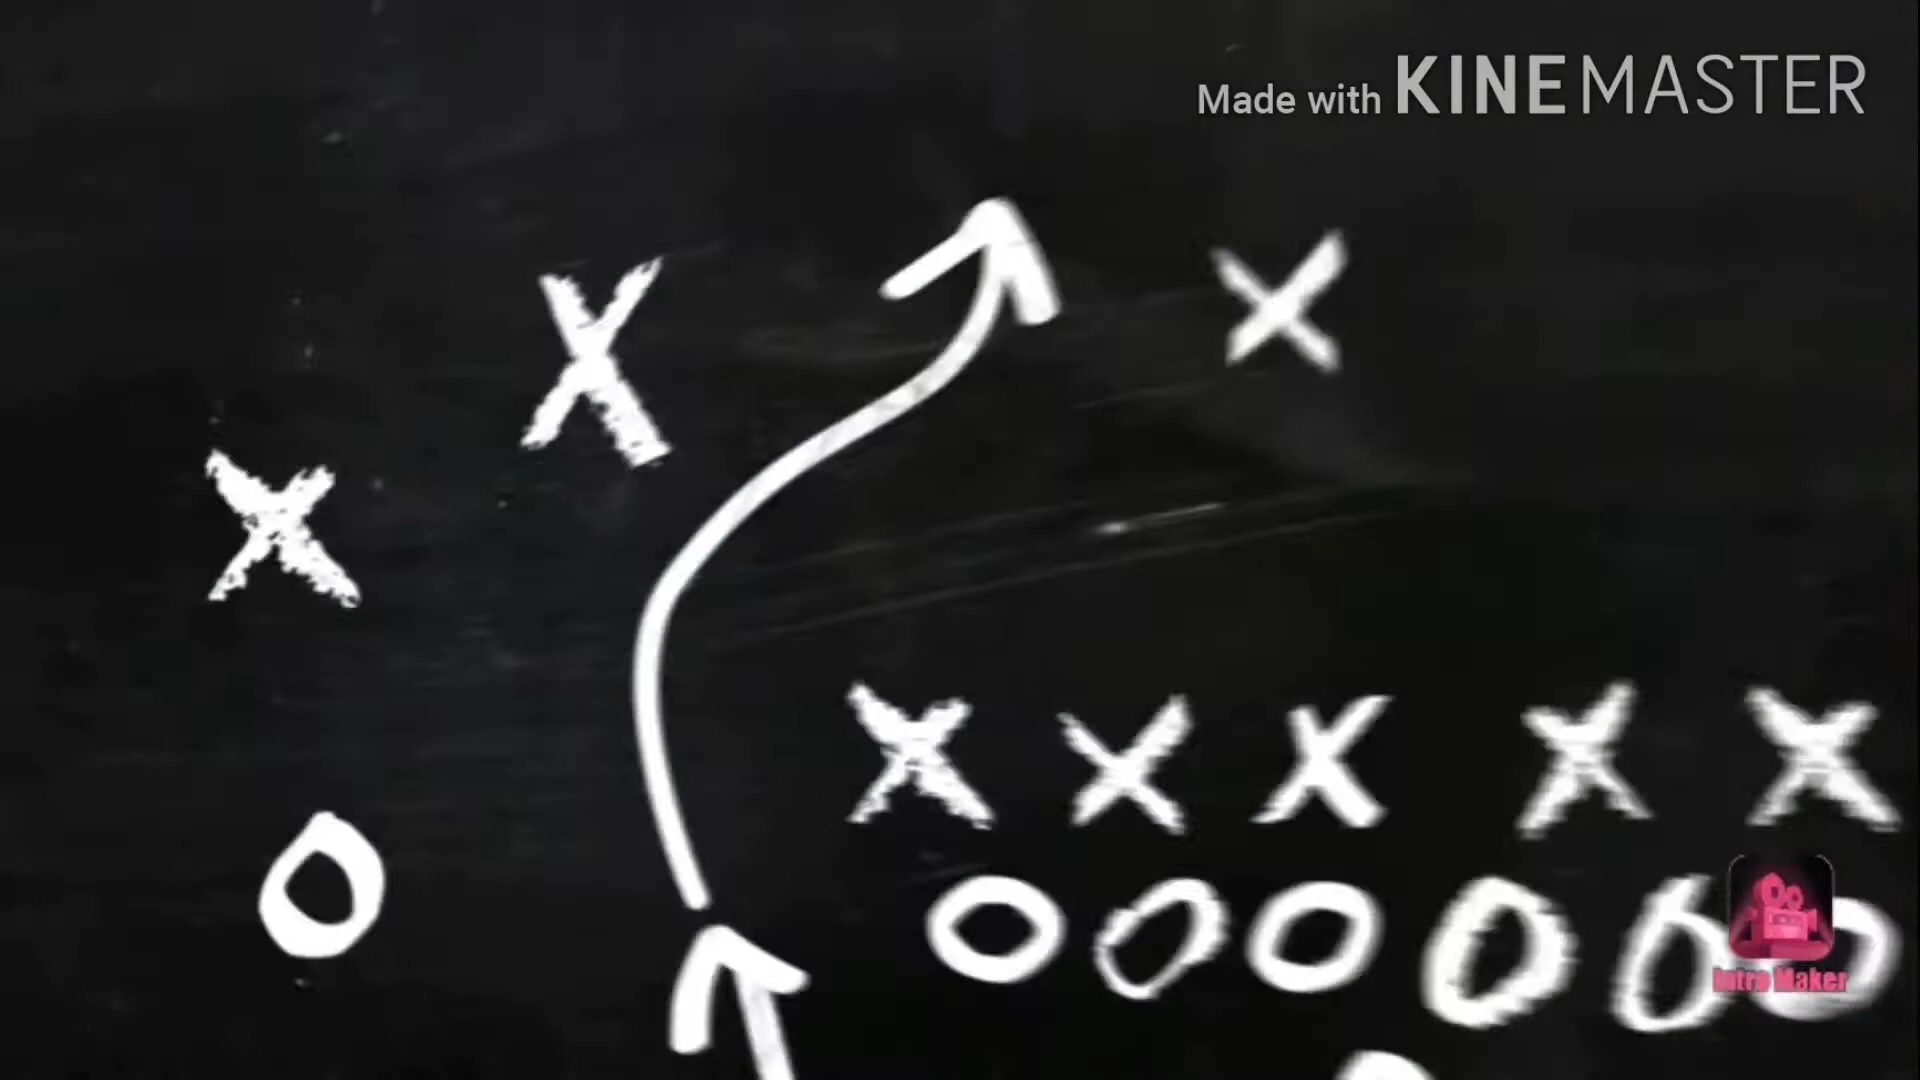 Made with KINEMASTER
X
X
X
X X X X X
O
O O O O O O
Intro Maker